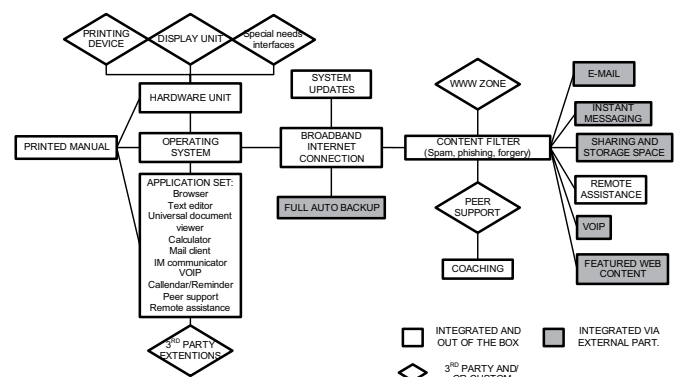 PRINTING
DEVICE
DISPLAY UNIT
Special needs
interfaces
HARDWARE UNIT
SYSTEM
UPDATES
WWW ZONE
E-MAIL
INSTANT
MESSAGING
PRINTED MANUAL
OPERATING
SYSTEM
BROADBAND
INTERNET
CONNECTION
CONTENT FILTER
(Spam, phishing, forgery)
SHARING AND
STORAGE SPACE
REMOTE
ASSISTANCE
APPLICATION SET:
Browser
Text editor
Universal document
viewer
Calculator
Mail client
IM communicator
VOIP
Callendar/Reminder
Peer support
Remote assistance
FULL AUTO BACKUP
PEER
SUPPORT
VOIP
COACHING
FEATURED WEB
CONTENT
3RD PARTY
EXTENTIONS
INTEGRATED AND
OUT OF THE BOX
INTEGRATED VIA
EXTERNAL PART.
3RD PARTY AND/
OR CUSTOM